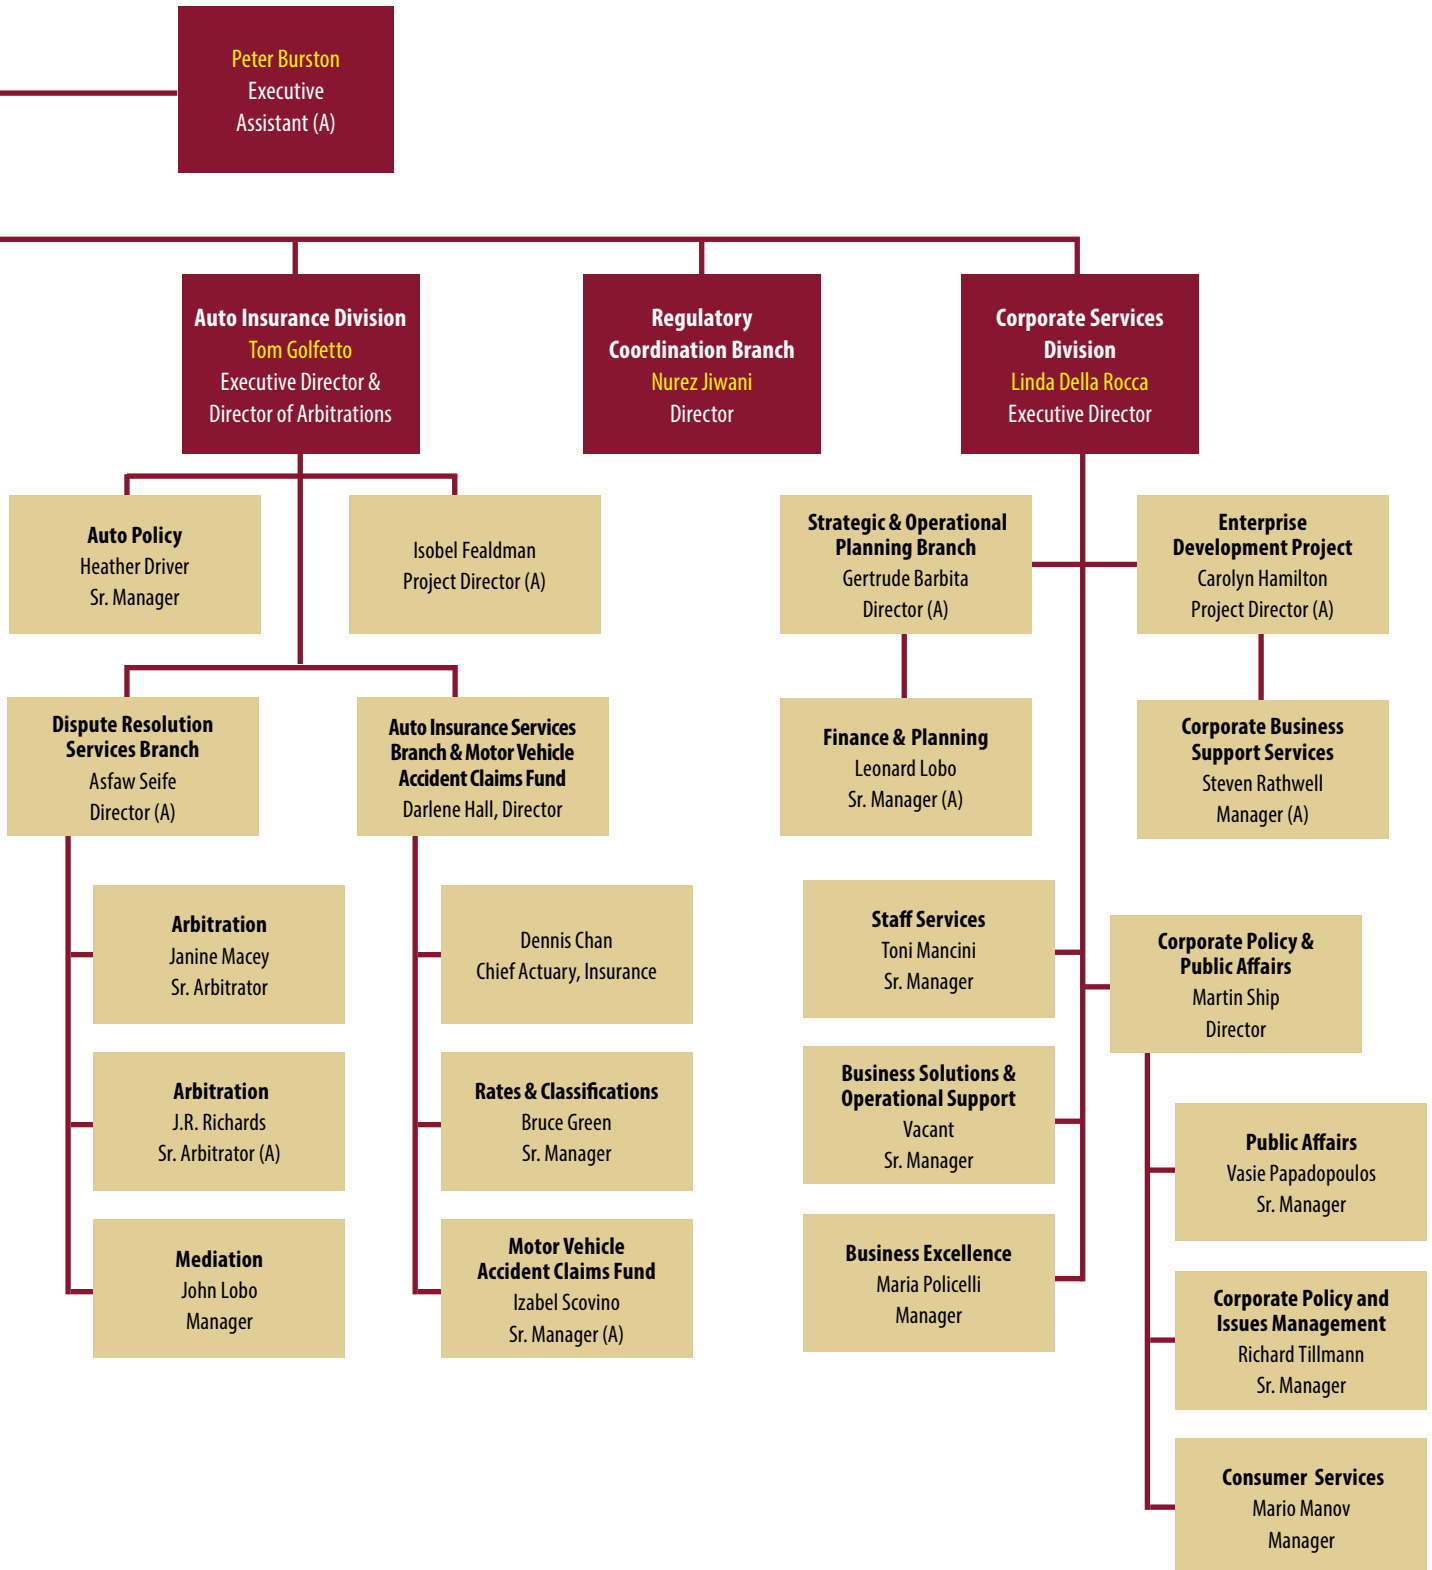 Peter Burston
Executive
Assistant (A)
Auto Insurance Division
Tom Golfetto
Executive Director &
Director of Arbitrations
Regulatory
Coordination Branch
Nurez Jiwani
Director
Corporate Services
Division
Linda Della Rocca
Executive Director
Auto Policy
Heather Driver
Sr. Manager
Isobel Fealdman
Project Director (A)
Strategic & Operational
Planning Branch
Gertrude Barbita
Director (A)
Enterprise
Development Project
Carolyn Hamilton
Project Director (A)
Dispute Resolution
Services Branch
Asfaw Seife
Director (A)
Auto Insurance Services
Branch & Motor Vehicle
Accident Claims Fund
Darlene Hall, Director
Finance & Planning
Leonard Lobo
Sr. Manager (A)
Corporate Business
Support Services
Steven Rathwell
Manager (A)
Arbitration
Janine Macey
Sr. Arbitrator
Dennis Chan
Chief Actuary, Insurance
Staff Services
Toni Mancini
Sr. Manager
Corporate Policy &
Public Affairs
Martin Ship
Director
Arbitration
J.R. Richards
Sr. Arbitrator (A)
Rates & Classifications
Bruce Green
Sr. Manager
Business Solutions &
Operational Support
Vacant
Sr. Manager
Public Affairs
Vasie Papadopoulos
Sr. Manager
Mediation
John Lobo
Manager
Motor Vehicle
Accident Claims Fund
Izabel Scovino
Sr. Manager (A)
Business Excellence
Maria Policelli
Manager
Corporate Policy and
Issues Management
Richard Tillmann
Sr. Manager
Consumer Services
Mario Manov
Manager